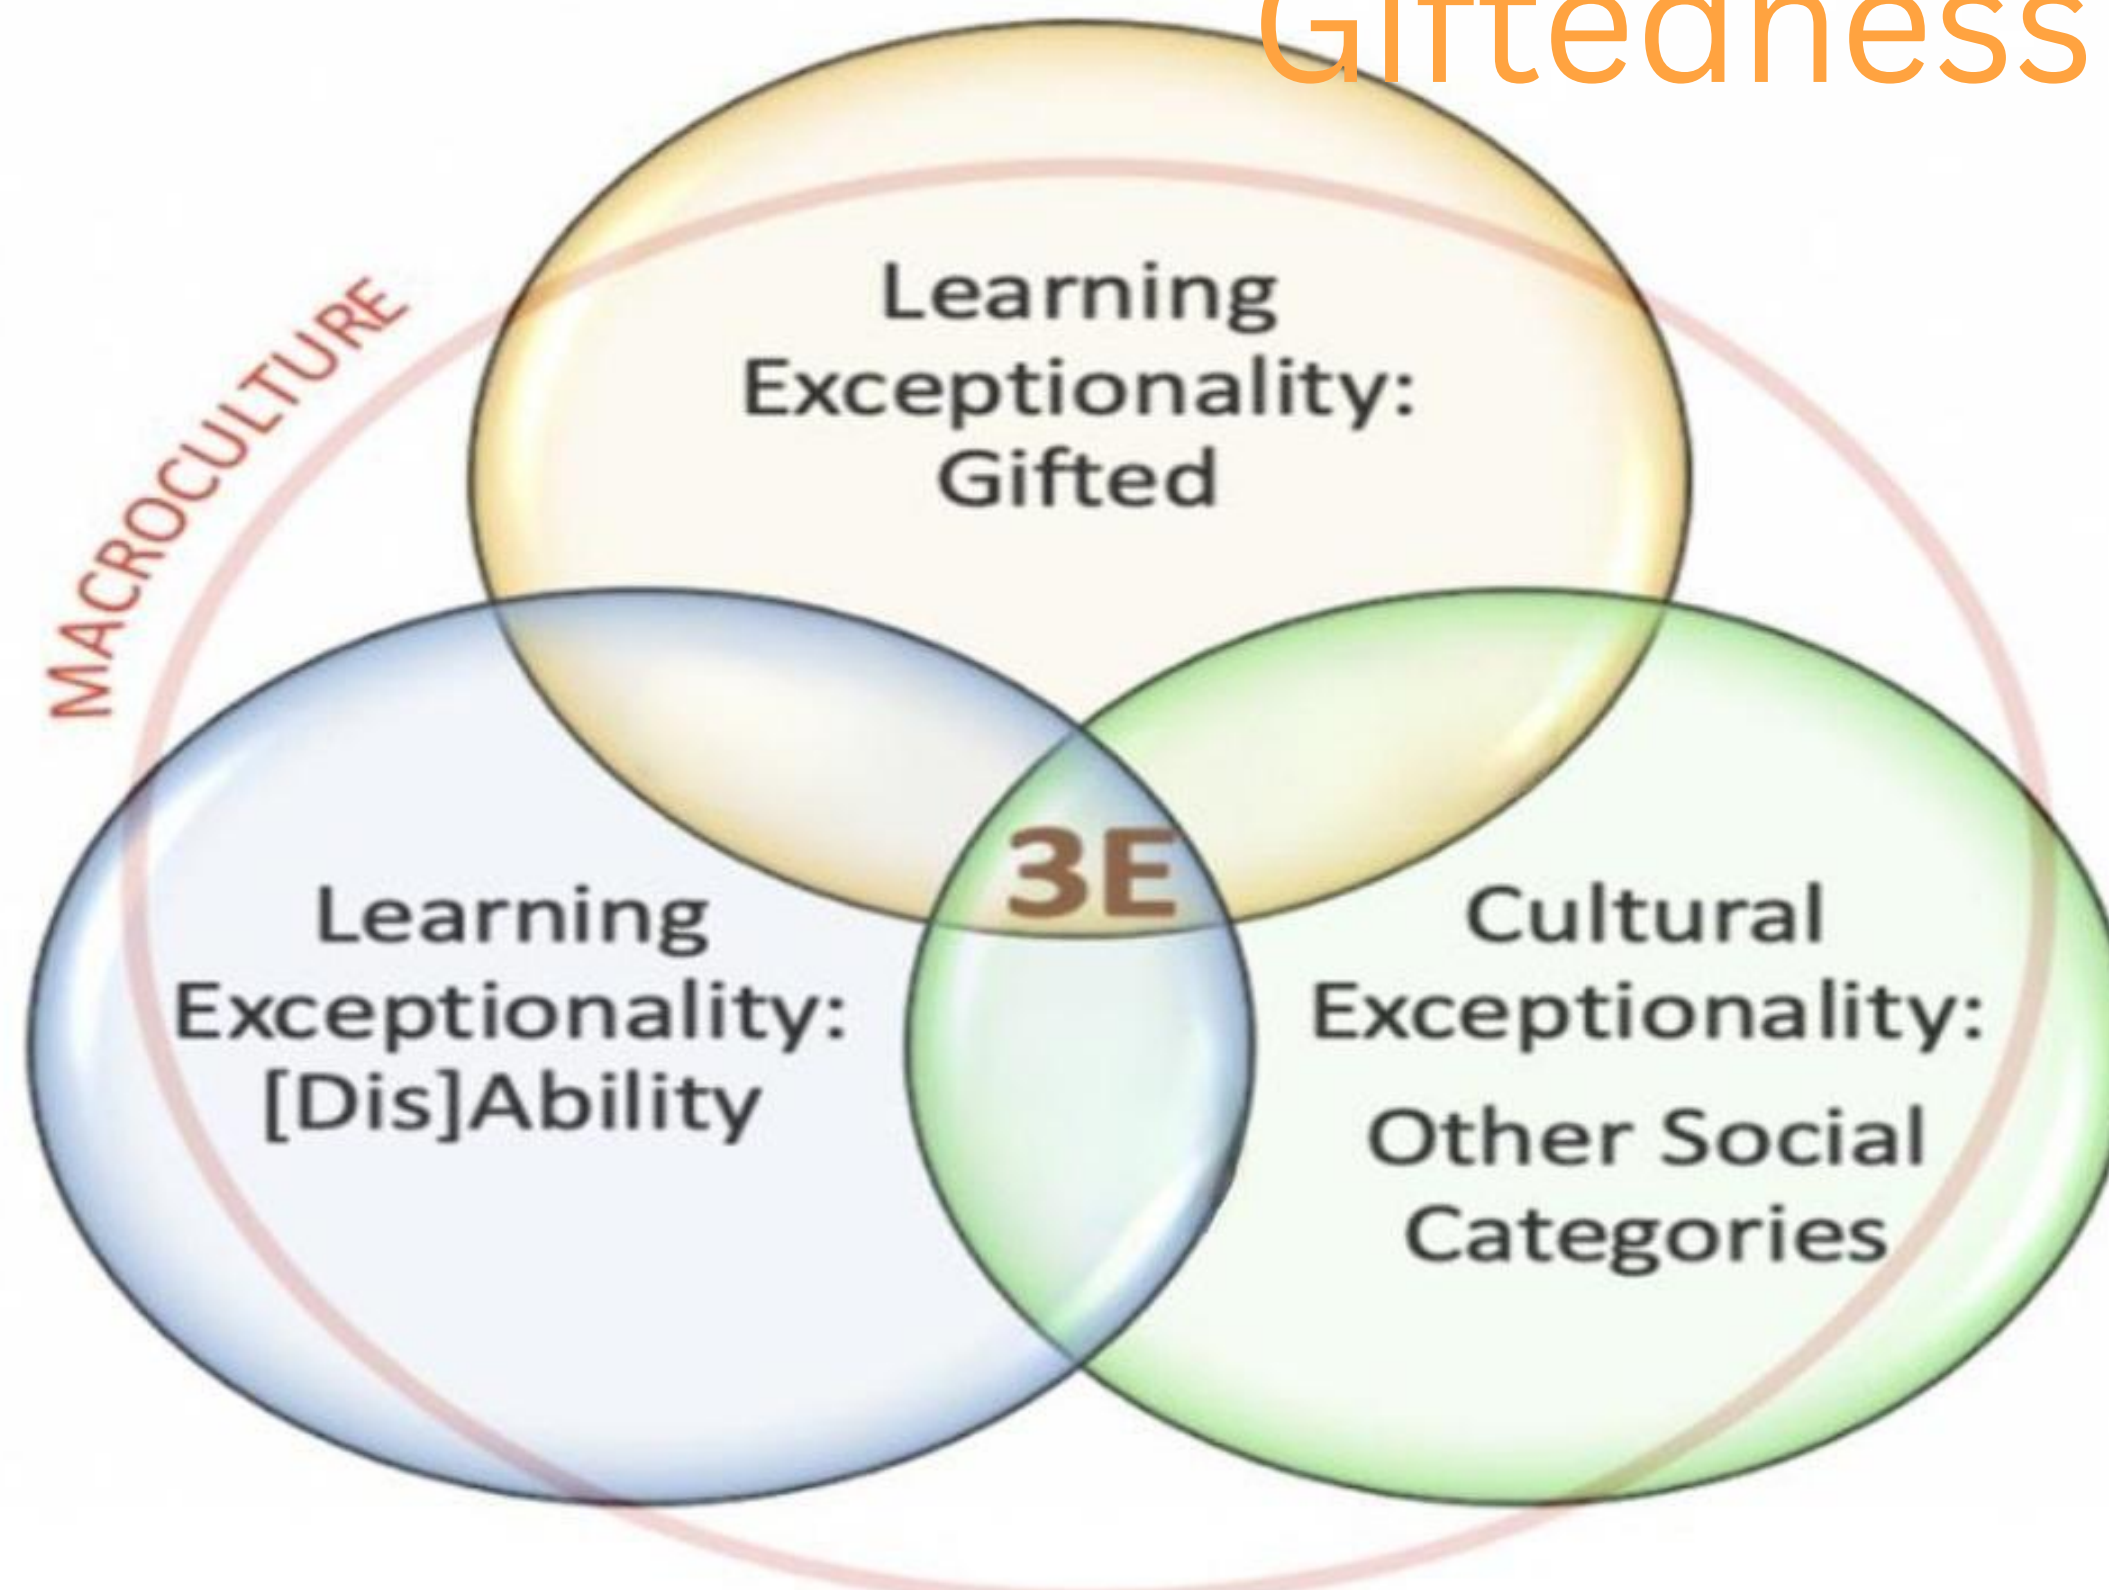 Giftedness
MACROCULTURE
Learning
Exceptionality:
Gifted
3E
Learning
Exceptionality:
[Dis]Ability
Cultural
Exceptionality:
Other Social
Categories